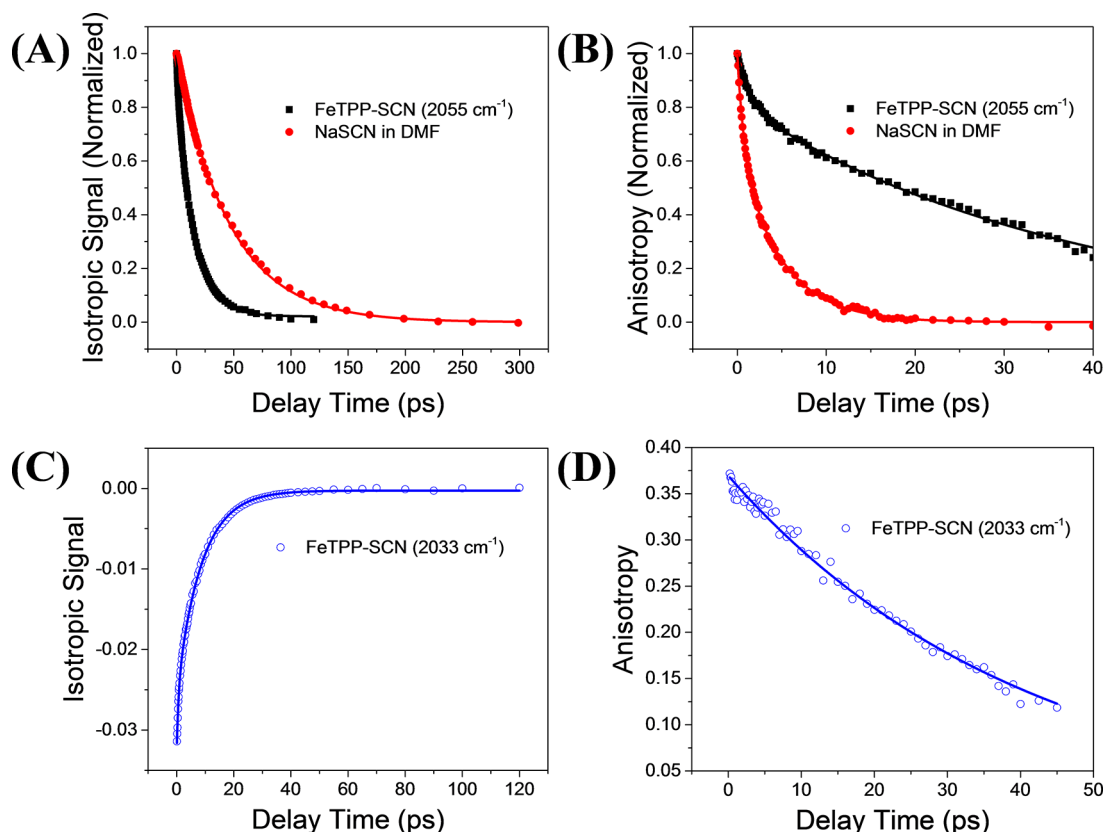 (A)
Isotropic Signal (Normalized)
1.0
0.8
0.6
0.4
0.2
0.0
FeTPP-SCN (2055 cm⁻¹)
NaSCN in DMF
0 50 100 150 200 250 300
Delay Time (ps)
(B)
Anisotropy (Normalized)
1.0
0.8
0.6
0.4
0.2
0.0
FeTPP-SCN (2055 cm⁻¹)
NaSCN in DMF
0 10 20 30 40
Delay Time (ps)
(C)
Isotropic Signal
0.00
-0.01
-0.02
-0.03
FeTPP-SCN (2033 cm⁻¹)
0 20 40 60 80 100 120
Delay Time (ps)
(D)
Anisotropy
0.40
0.35
0.30
0.25
0.20
0.15
0.10
0.05
FeTPP-SCN (2033 cm⁻¹)
0 10 20 30 40 50
Delay Time (ps)